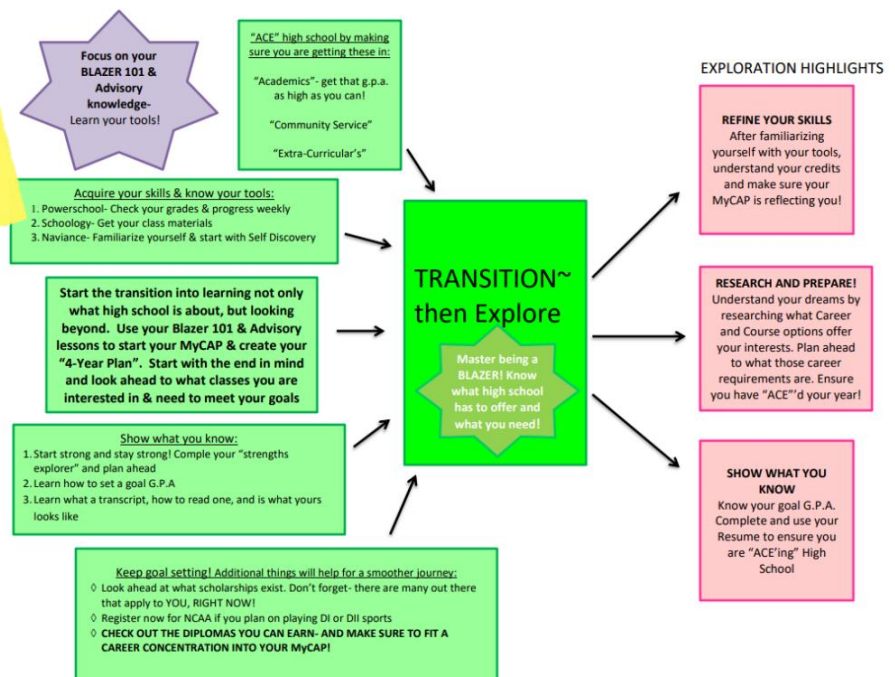 Focus on your
BLAZER 101 &
Advisory
knowledge-
Learn your tools!
"ACE" high school by making
sure you are getting these in:
"Academics"- get that g.p.a.
as high as you can!
"Community Service"
"Extra-Curricular's"
Acquire your skills & know your tools:
1. Powerschool- Check your grades & progress weekly
2. Schoology- Get your class materials
3. Naviance- Familiarize yourself & start with Self Discovery
Start the transition into learning not only
what high school is about, but looking
beyond. Use your Blazer 101 & Advisory
lessons to start your MyCAP & create your
"4-Year Plan". Start with the end in mind
and look ahead to what classes you are
interested in & need to meet your goals
Show what you know:
1. Start strong and stay strong! Comple your "strengths
explorer" and plan ahead
2. Learn how to set a goal G.P.A
3. Learn what a transcript, how to read one, and is what yours
looks like
Keep goal setting! Additional things will help for a smoother journey:
◊ Look ahead at what scholarships exist. Don't forget- there are many out there
that apply to YOU, RIGHT NOW!
◊ Register now for NCAA if you plan on playing DI or DII sports
◊ CHECK OUT THE DIPLOMAS YOU CAN EARN- AND MAKE SURE TO FIT A
CAREER CONCENTRATION INTO YOUR MyCAP!
TRANSITION~
then Explore
Master being a
BLAZER! Know
what high school
has to offer and
what you need!
EXPLORATION HIGHLIGHTS
REFINE YOUR SKILLS
After familiarizing
yourself with your tools,
understand your credits
and make sure your
MyCAP is reflecting you!
RESEARCH AND PREPARE!
Understand your dreams by
researching what Career
and Course options offer
your interests. Plan ahead
to what those career
requirements are. Ensure
you have "ACE"'d your year!
SHOW WHAT YOU
KNOW
Know your goal G.P.A.
Complete and use your
Resume to ensure you
are "ACE'ing" High
School